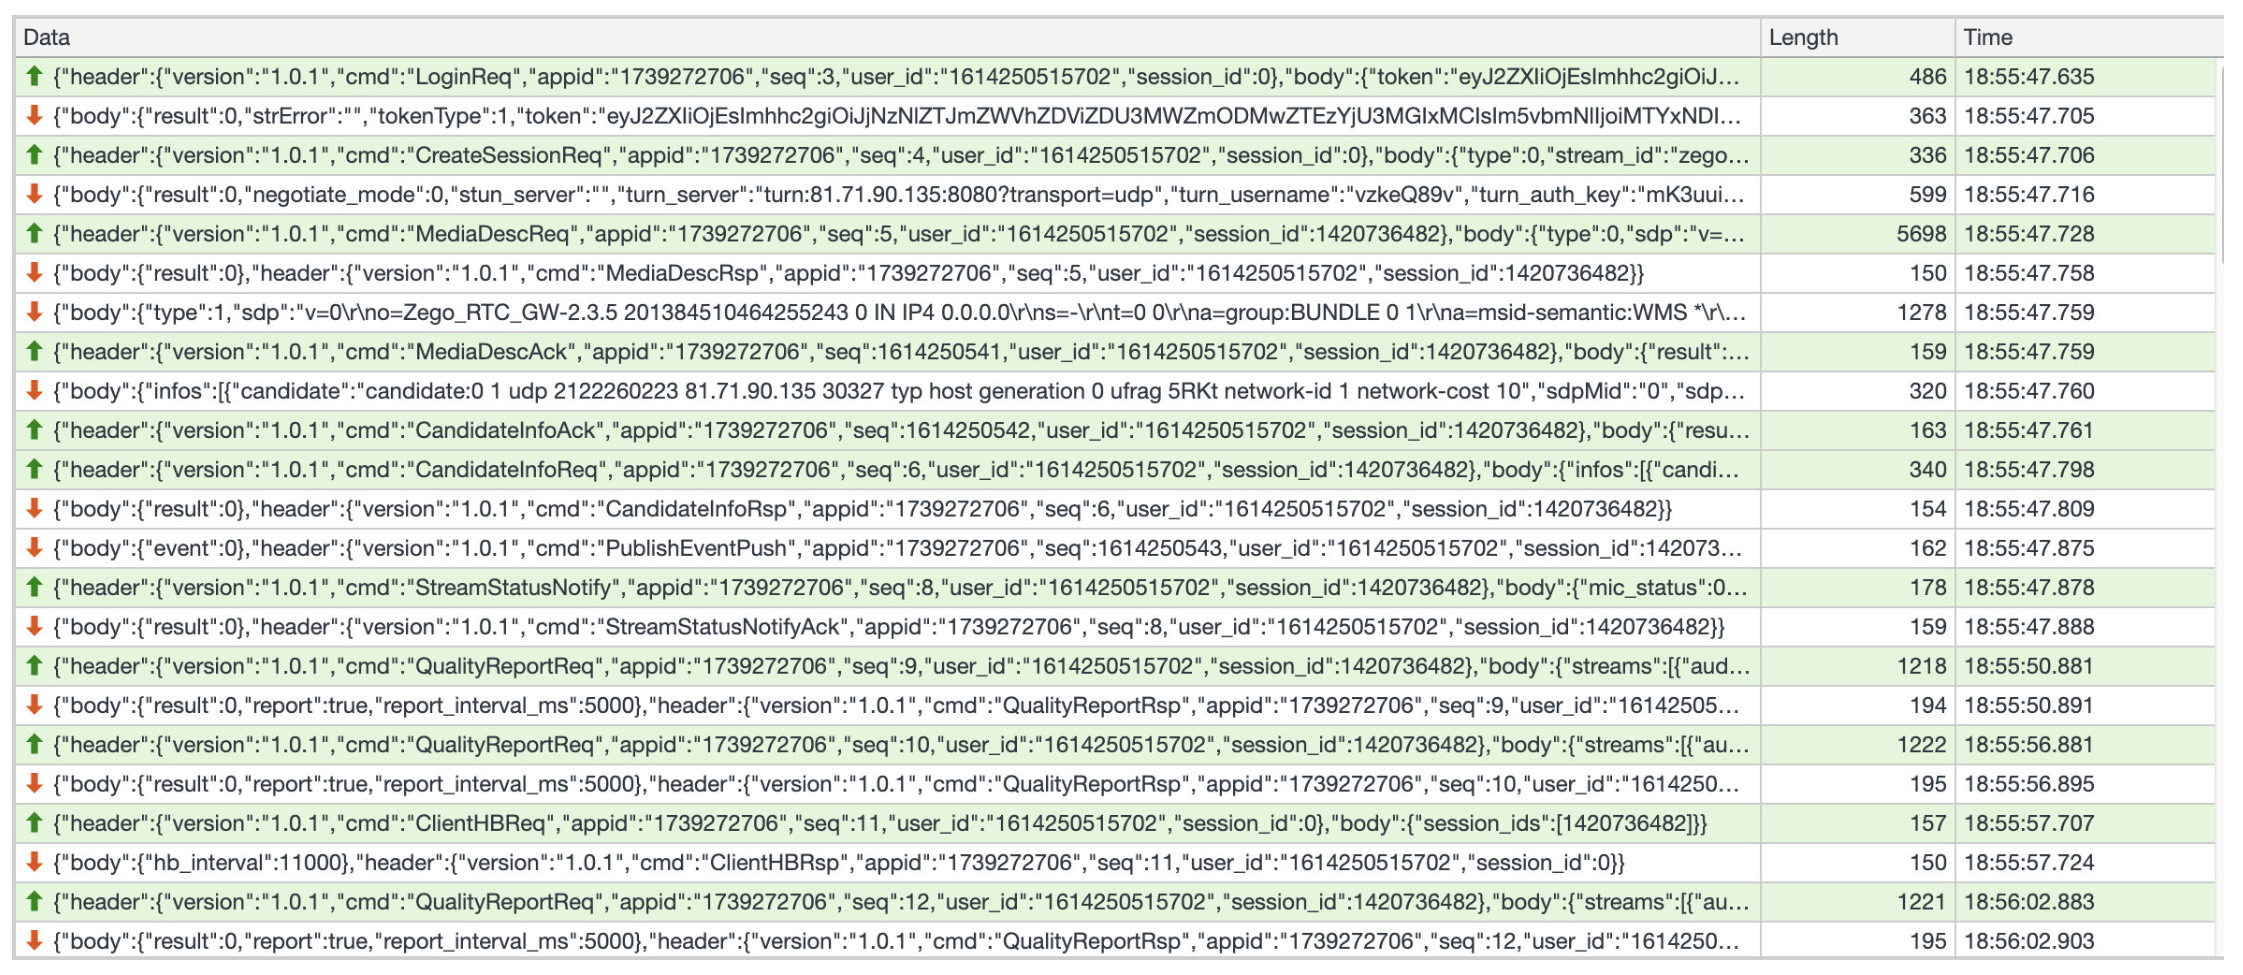 Data Length Time
{"header":{"version":"1.0.1","cmd":"LoginReq","appid":"1739272706","seq":3,"user_id":"1614250515702","session_id":0},"body":{"token":"eyJ2ZXIiOjEsImhhc2giOiJ... 486 18:55:47.635
{"body":{"result":0,"strError":"","tokenType":1,"token":"eyJ2ZXIiOjEsImhhc2giOiJjNzNlZTJmZWVhZDViZDU3MWZmODMwZTEzYjU3MGIxMCIsIm5vbmNlIjoiMTYxNDI... 363 18:55:47.705
{"header":{"version":"1.0.1","cmd":"CreateSessionReq","appid":"1739272706","seq":4,"user_id":"1614250515702","session_id":0},"body":{"type":0,"stream_id":"zego... 336 18:55:47.706
{"body":{"result":0,"negotiate_mode":0,"stun_server":"","turn_server":"turn:81.71.90.135:8080?transport=udp","turn_username":"vzkeQ89v","turn_auth_key":"mK3uui... 599 18:55:47.716
{"header":{"version":"1.0.1","cmd":"MediaDescReq","appid":"1739272706","seq":5,"user_id":"1614250515702","session_id":1420736482},"body":{"type":0,"sdp":"v=... 5698 18:55:47.728
{"body":{"result":0},"header":{"version":"1.0.1","cmd":"MediaDescRsp","appid":"1739272706","seq":5,"user_id":"1614250515702","session_id":1420736482}} 150 18:55:47.758
{"body":{"type":1,"sdp":"v=0\r\no=Zego_RTC_GW-2.3.5 201384510464255243 0 IN IP4 0.0.0.0\r\ns=-\r\nt=0 0\r\na=group:BUNDLE 0 1\r\na=msid-semantic:WMS *\r\... 1278 18:55:47.759
{"header":{"version":"1.0.1","cmd":"MediaDescAck","appid":"1739272706","seq":1614250541,"user_id":"1614250515702","session_id":1420736482},"body":{"result":... 159 18:55:47.759
{"body":{"infos":[{"candidate":"candidate:0 1 udp 2122260223 81.71.90.135 30327 typ host generation 0 ufrag 5RKt network-id 1 network-cost 10","sdpMid":"0","sdp... 320 18:55:47.760
{"header":{"version":"1.0.1","cmd":"CandidateInfoAck","appid":"1739272706","seq":1614250542,"user_id":"1614250515702","session_id":1420736482},"body":{"resu... 163 18:55:47.761
{"header":{"version":"1.0.1","cmd":"CandidateInfoReq","appid":"1739272706","seq":6,"user_id":"1614250515702","session_id":1420736482},"body":{"infos":[{"candi... 340 18:55:47.798
{"body":{"result":0},"header":{"version":"1.0.1","cmd":"CandidateInfoRsp","appid":"1739272706","seq":6,"user_id":"1614250515702","session_id":1420736482}} 154 18:55:47.809
{"body":{"event":0},"header":{"version":"1.0.1","cmd":"PublishEventPush","appid":"1739272706","seq":1614250543,"user_id":"1614250515702","session_id":142073... 162 18:55:47.875
{"header":{"version":"1.0.1","cmd":"StreamStatusNotify","appid":"1739272706","seq":8,"user_id":"1614250515702","session_id":1420736482},"body":{"mic_status":0... 178 18:55:47.878
{"body":{"result":0},"header":{"version":"1.0.1","cmd":"StreamStatusNotifyAck","appid":"1739272706","seq":8,"user_id":"1614250515702","session_id":1420736482}} 159 18:55:47.888
{"header":{"version":"1.0.1","cmd":"QualityReportReq","appid":"1739272706","seq":9,"user_id":"1614250515702","session_id":1420736482},"body":{"streams":[{"aud... 1218 18:55:50.881
{"body":{"result":0,"report":true,"report_interval_ms":5000},"header":{"version":"1.0.1","cmd":"QualityReportRsp","appid":"1739272706","seq":9,"user_id":"16142505... 194 18:55:50.891
{"header":{"version":"1.0.1","cmd":"QualityReportReq","appid":"1739272706","seq":10,"user_id":"1614250515702","session_id":1420736482},"body":{"streams":[{"au... 1222 18:55:56.881
{"body":{"result":0,"report":true,"report_interval_ms":5000},"header":{"version":"1.0.1","cmd":"QualityReportRsp","appid":"1739272706","seq":10,"user_id":"1614250... 195 18:55:56.895
{"header":{"version":"1.0.1","cmd":"ClientHBReq","appid":"1739272706","seq":11,"user_id":"1614250515702","session_id":0},"body":{"session_ids":[1420736482]}} 157 18:55:57.707
{"body":{"hb_interval":11000},"header":{"version":"1.0.1","cmd":"ClientHBRsp","appid":"1739272706","seq":11,"user_id":"1614250515702","session_id":0}} 150 18:55:57.724
{"header":{"version":"1.0.1","cmd":"QualityReportReq","appid":"1739272706","seq":12,"user_id":"1614250515702","session_id":1420736482},"body":{"streams":[{"au... 1221 18:56:02.883
{"body":{"result":0,"report":true,"report_interval_ms":5000},"header":{"version":"1.0.1","cmd":"QualityReportRsp","appid":"1739272706","seq":12,"user_id":"1614250... 195 18:56:02.903